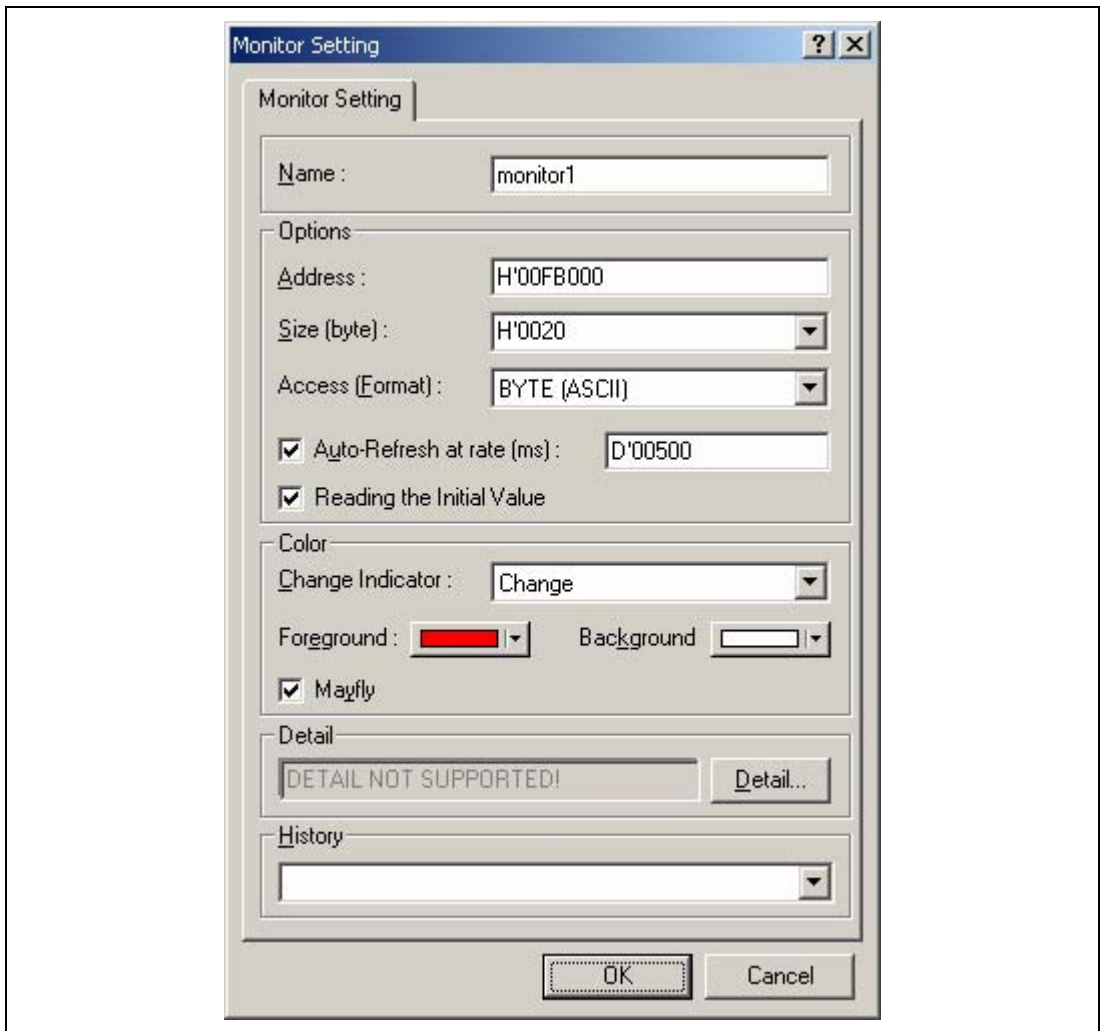 Monitor Setting
Monitor Setting
Name : monitor1
Options
Address : H'00FB000
Size (byte) : H'0020
Access (Format) : BYTE (ASCII)
Auto-Refresh at rate (ms) : D'00500
Reading the Initial Value
Color
Change Indicator : Change
Foreground : Background
Mayfly
Detail
DETAIL NOT SUPPORTED! Detail...
History
OK Cancel